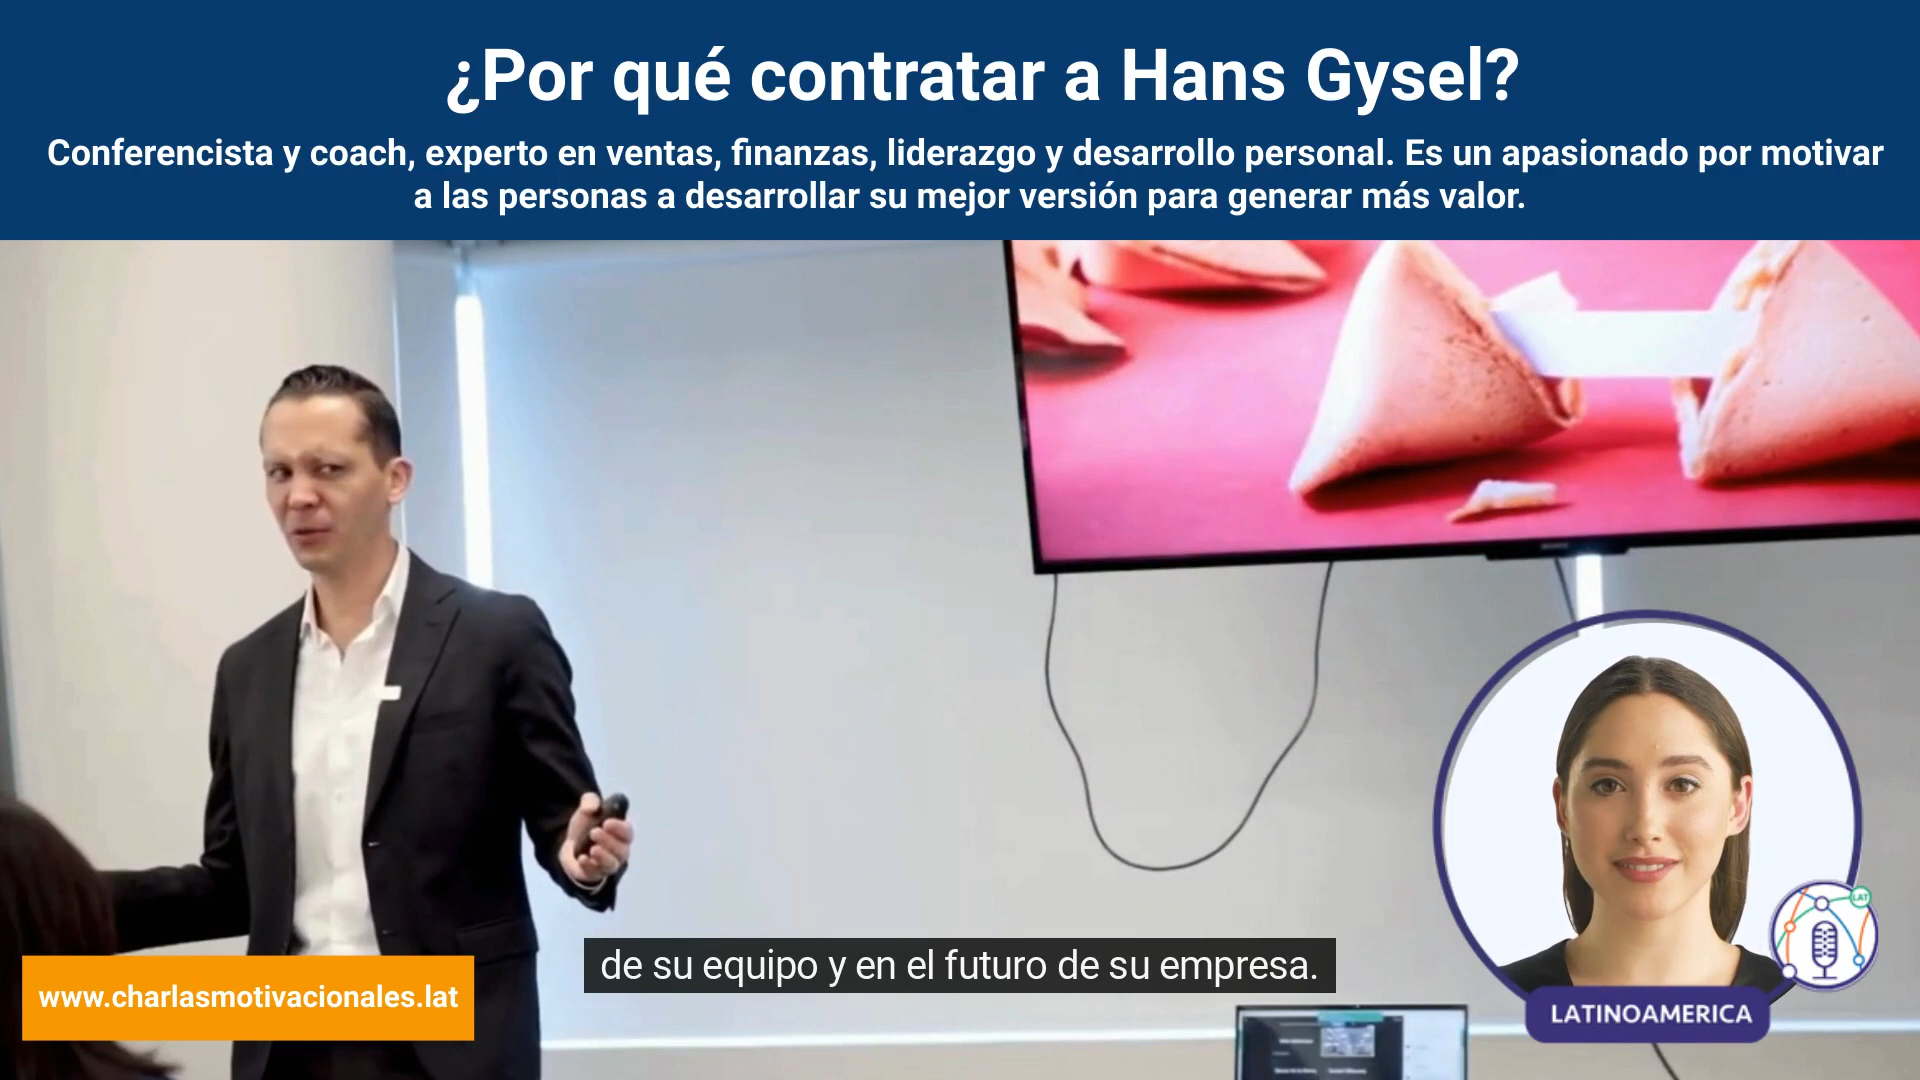 ¿Por qué contratar a Hans Gysel?
Conferencista y coach, experto en ventas, finanzas, liderazgo y desarrollo personal. Es un apasionado por motivar
a las personas a desarrollar su mejor versión para generar más valor.
de su equipo y en el futuro de su empresa.
www.charlasmotivacionales.lat
LAT
LATINOAMERICA